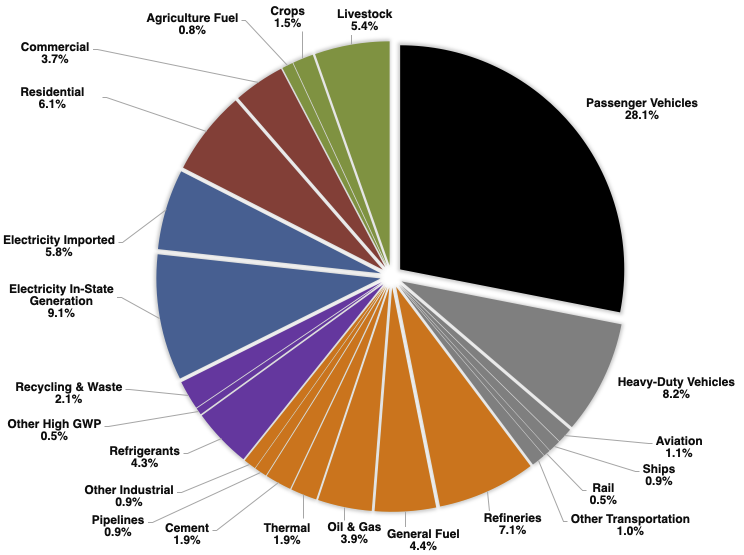 Crops
1.5%
Livestock
5.4%
Agriculture Fuel
0.8%
Commercial
3.7%
Residential
6.1%
Passenger Vehicles
28.1%
Electricity Imported
5.8%
Electricity In-State
Generation
9.1%
Recycling & Waste
2.1%
Other High GWP
0.5%
Refrigerants
4.3%
Other Industrial
0.9%
Pipelines
0.9%
Cement
1.9%
Thermal
1.9%
Oil & Gas
3.9%
General Fuel
4.4%
Refineries
7.1%
Other Transportation
1.0%
Rail
0.5%
Ships
0.9%
Aviation
1.1%
Heavy-Duty Vehicles
8.2%